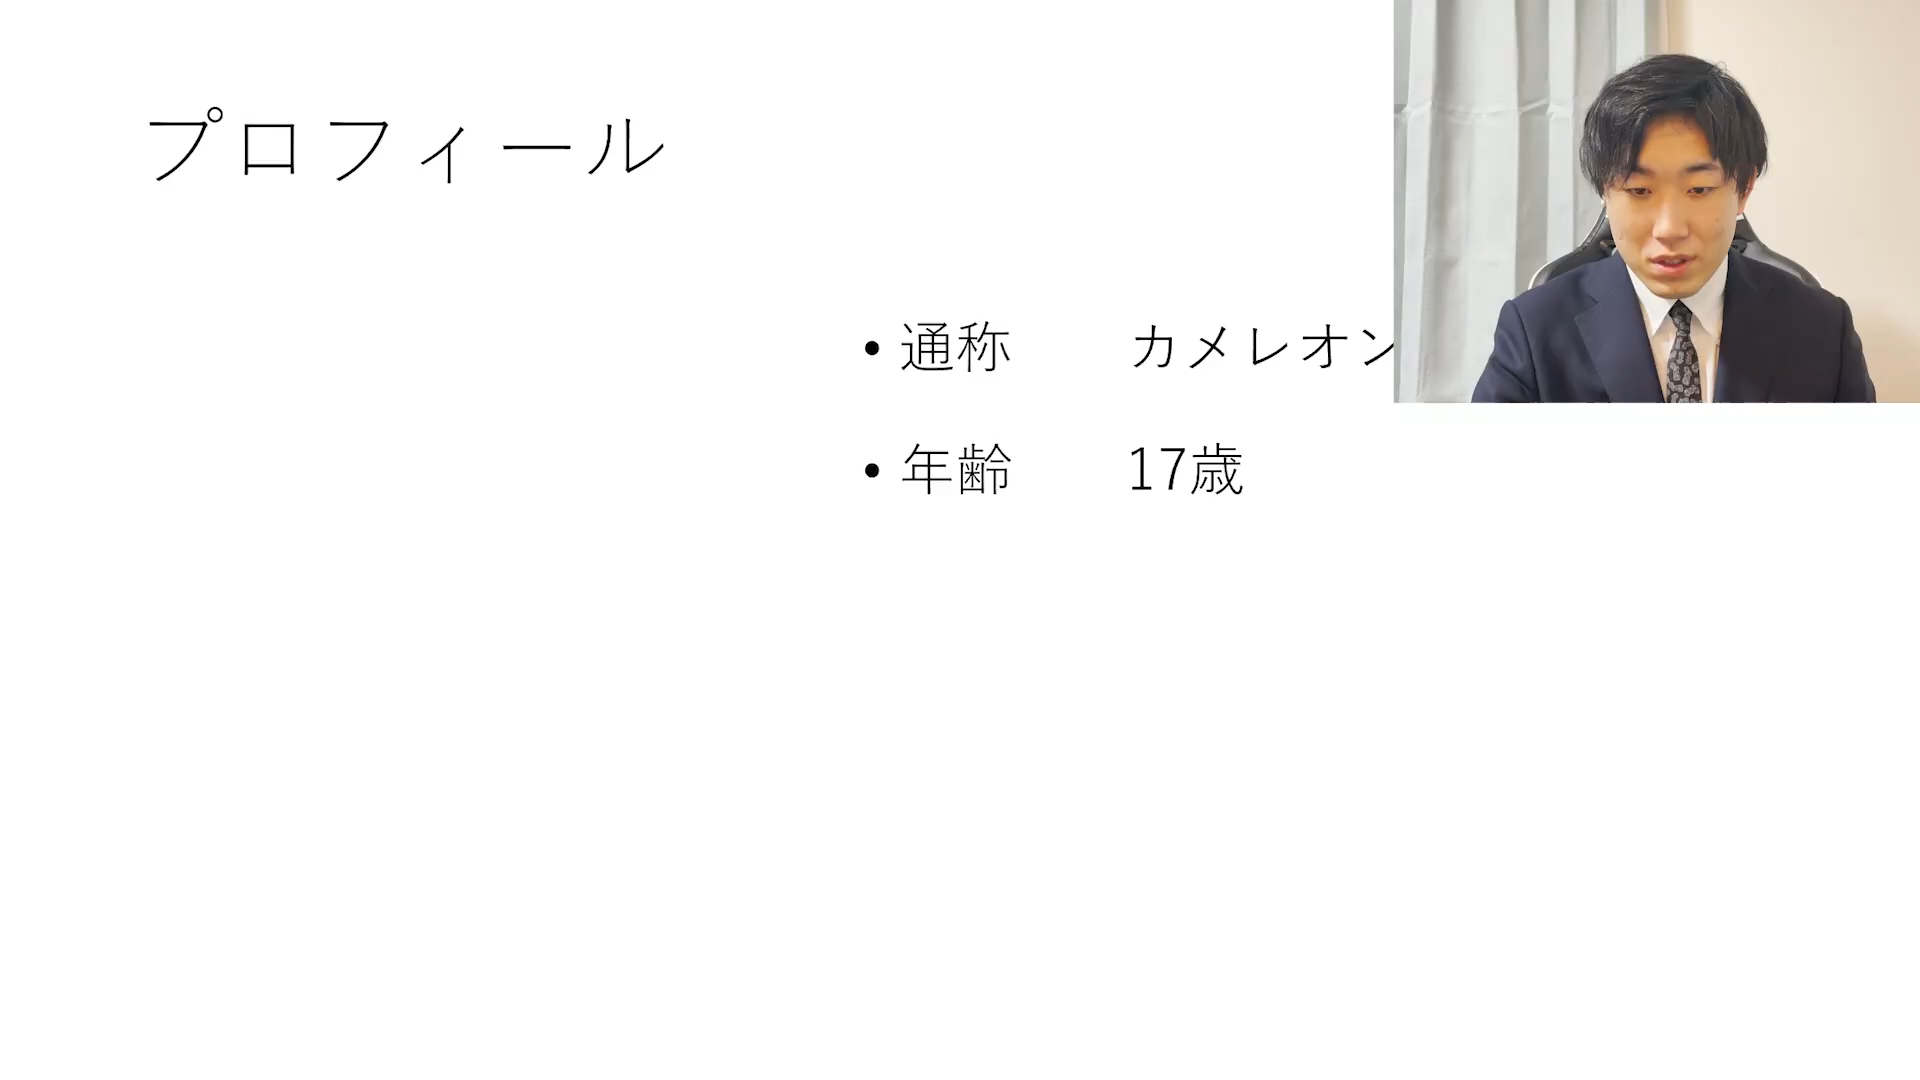 プロフィール
• 通称 カメレオン
• 年齢 17歳